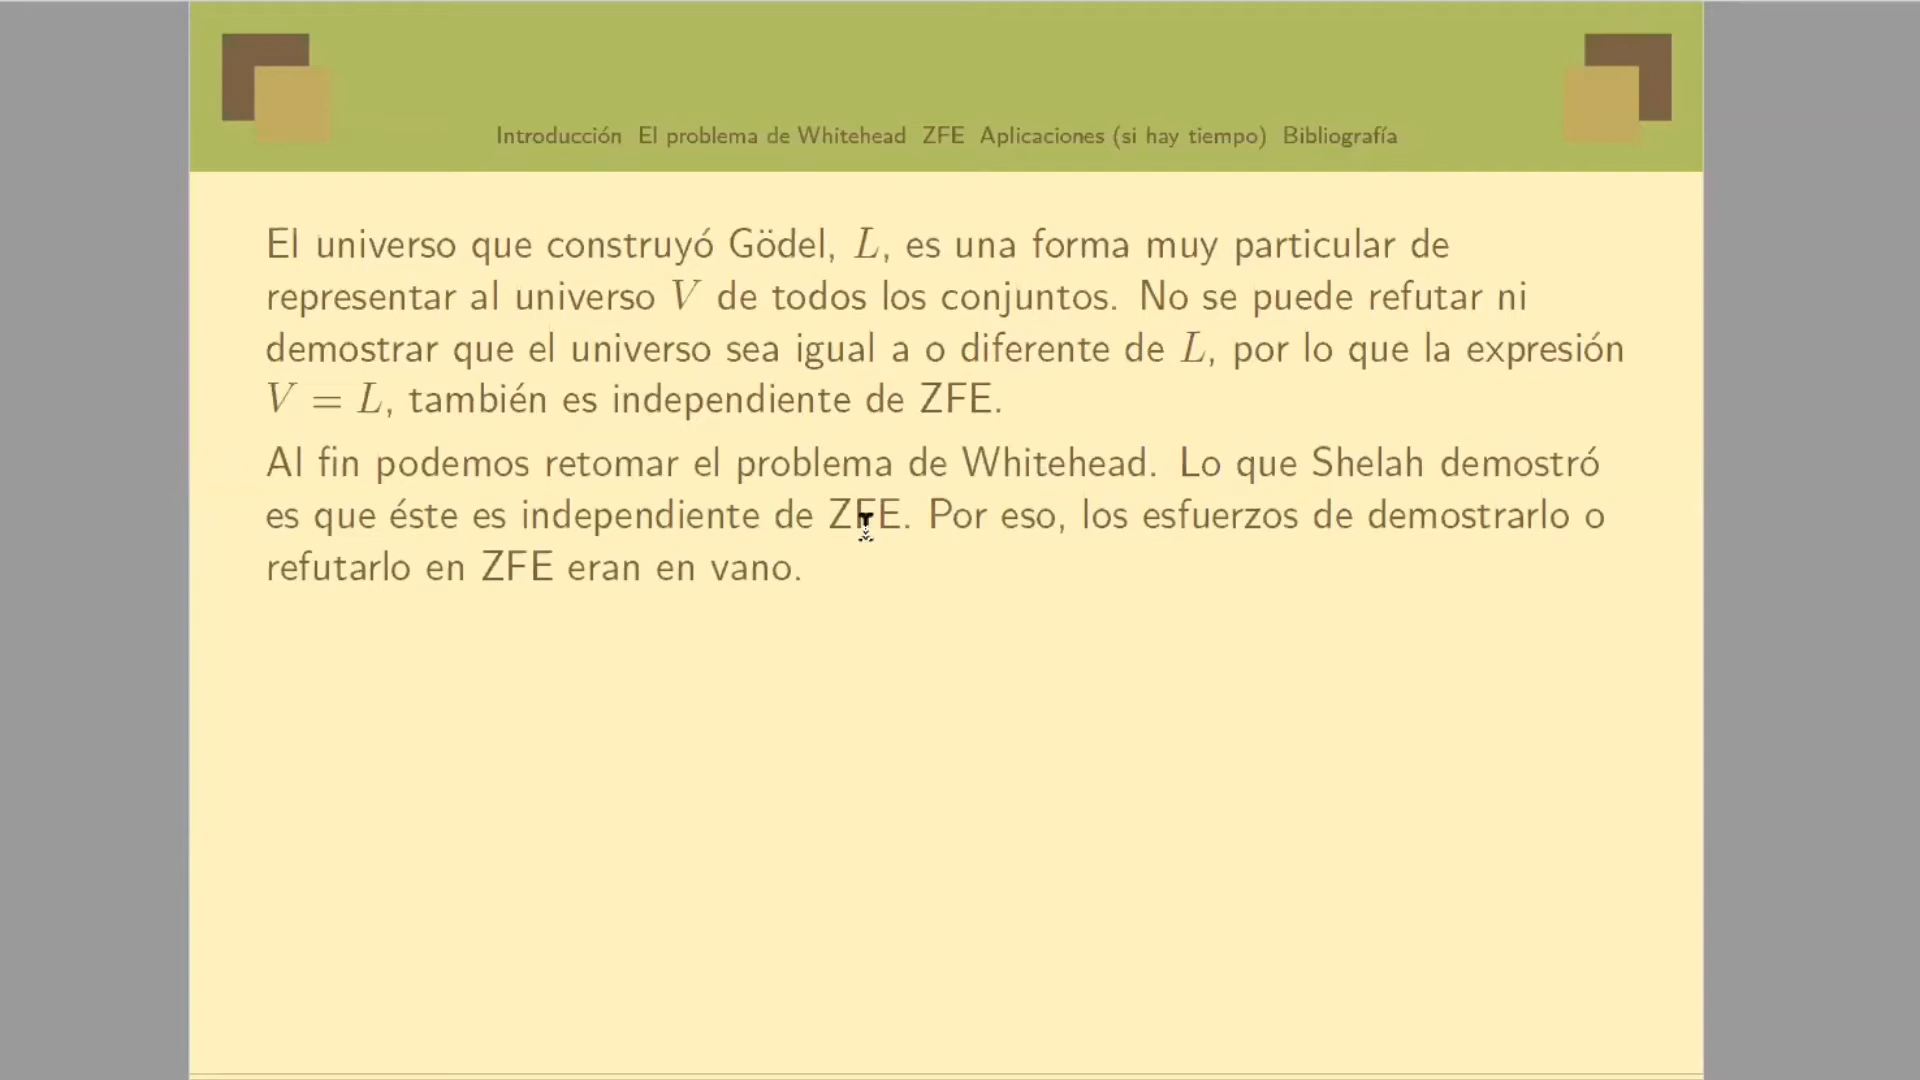 Introducción El problema de Whitehead ZFE Aplicaciones (si hay tiempo) Bibliografía
El universo que construyó Gödel, L, es una forma muy particular de
representar al universo V de todos los conjuntos. No se puede refutar ni
demostrar que el universo sea igual a o diferente de L, por lo que la expresión
V = L, también es independiente de ZFE.
Al fin podemos retomar el problema de Whitehead. Lo que Shelah demostró
es que éste es independiente de ZFE. Por eso, los esfuerzos de demostrarlo o
refutarlo en ZFE eran en vano.